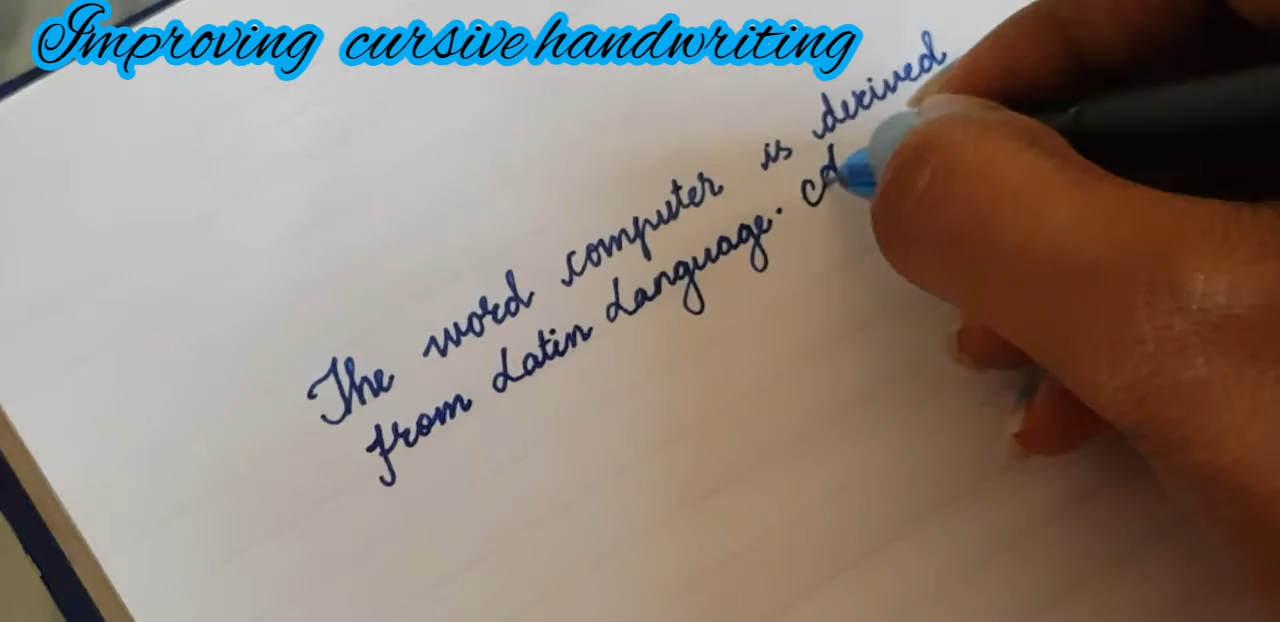 Improving cursive handwriting
The word computer is derived
from Latin Language. A